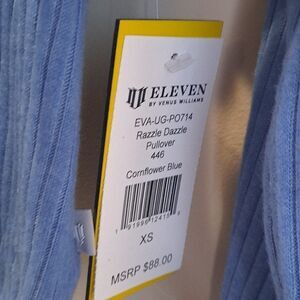 ELEVEN
BY VENUS WILLIAMS
EVA-UG-PO714
Razzle Dazzle
Pullover
446
Cornflower Blue
XS
MSRP $88.00